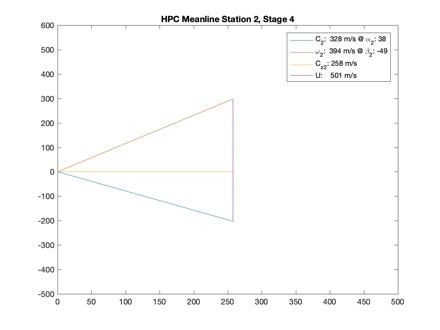 HPC Meanline Station 2, Stage 4
600
500
400
300
200
100
0
-100
-200
-300
-400
-500
0 50 100 150 200 250 300 350 400 450 500
C2: 328 m/s @ α2: 38
ω2: 394 m/s @ β2: -49
Cz2: 258 m/s
U: 501 m/s